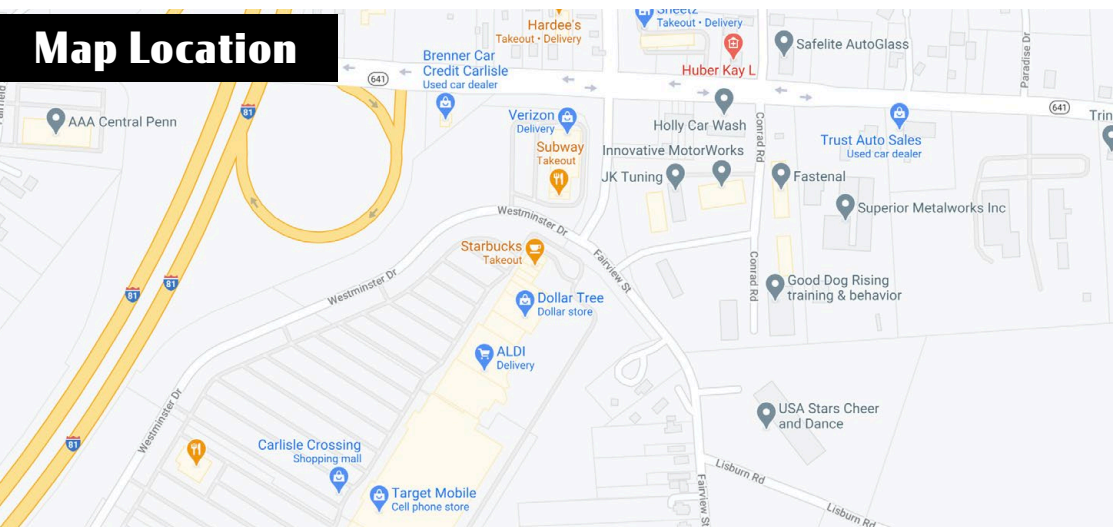 Map Location
Hardee's
Takeout • Delivery
Sheetz
Takeout • Delivery
Safelite AutoGlass
Huber Kay L
Paradise Dr
Brenner Car
Credit Carlisle
Used car dealer
641
81
AAA Central Penn
Verizon
Delivery
Holly Car Wash
Conrad Rd
641
Trust Auto Sales
Used car dealer
Subway
Takeout
Innovative MotorWorks
JK Tuning
Fastenal
Superior Metalworks Inc
Westminster Dr
Starbucks
Takeout
Fairview St
Conrad Rd
Westminster Dr
81
81
Good Dog Rising
training & behavior
Dollar Tree
Dollar store
ALDI
Delivery
Westminster Dr
USA Stars Cheer
and Dance
81
Carlisle Crossing
Shopping mall
Lisburn Rd
Target Mobile
Cell phone store
Fairview St
Lisburn Rd